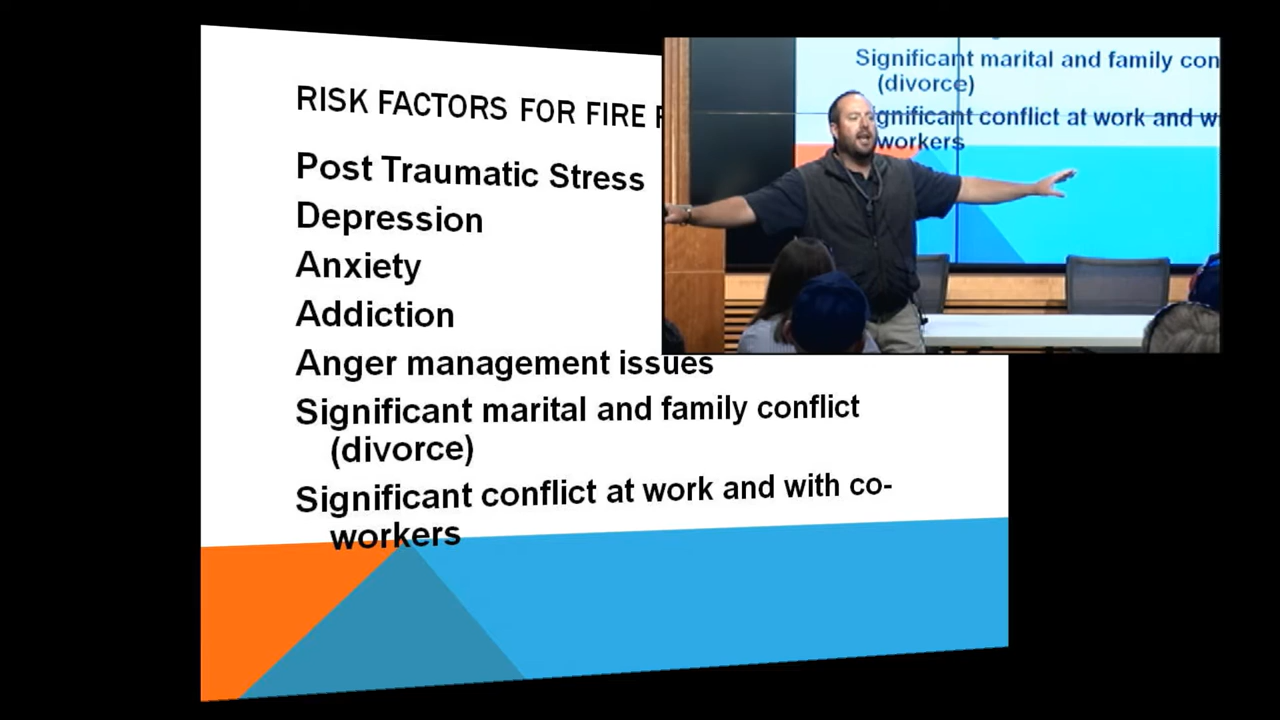 RISK FACTORS FOR FIRE
Post Traumatic Stress
Depression
Anxiety
Addiction
Anger management issues
Significant marital and family conflict
(divorce)
Significant conflict at work and with co-
workers
Significant marital and family con
(divorce)
gnificant conflict at work and w
workers